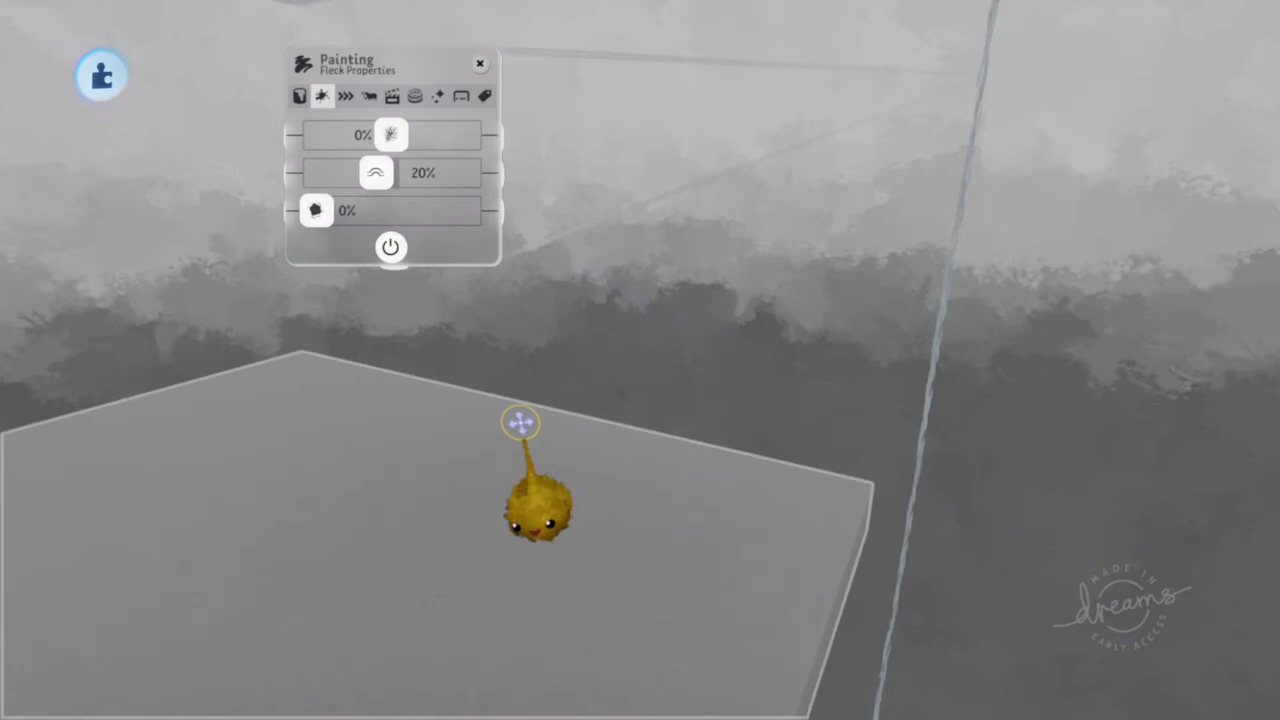 Painting
Fleck Properties
0%
20%
0%
MADE IN
dreams
EARLY ACCESS